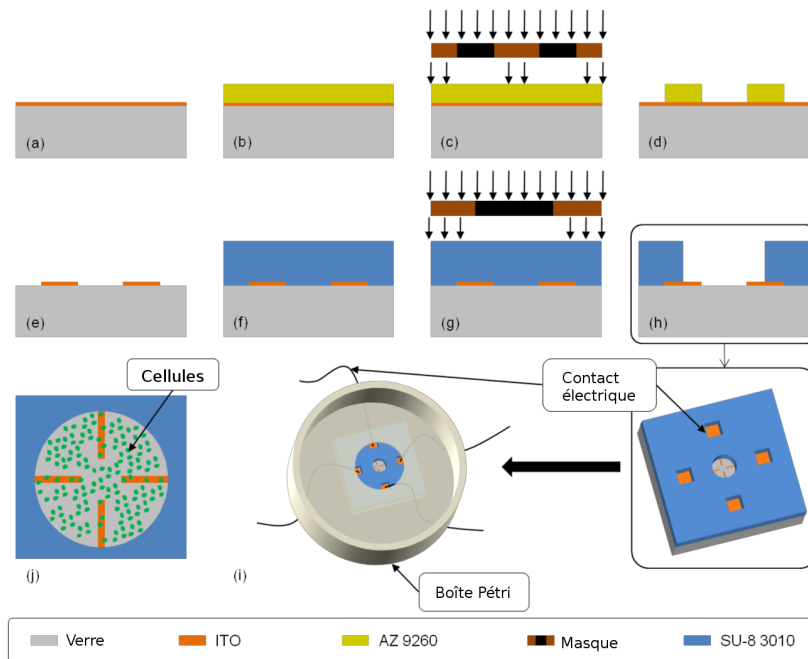 (a)
(b)
(c)
(d)
(e)
(f)
(g)
(h)
Cellules
Contact
électrique
(j)
(i)
Boîte Pétri
Verre
ITO
AZ 9260
Masque
SU-8 3010